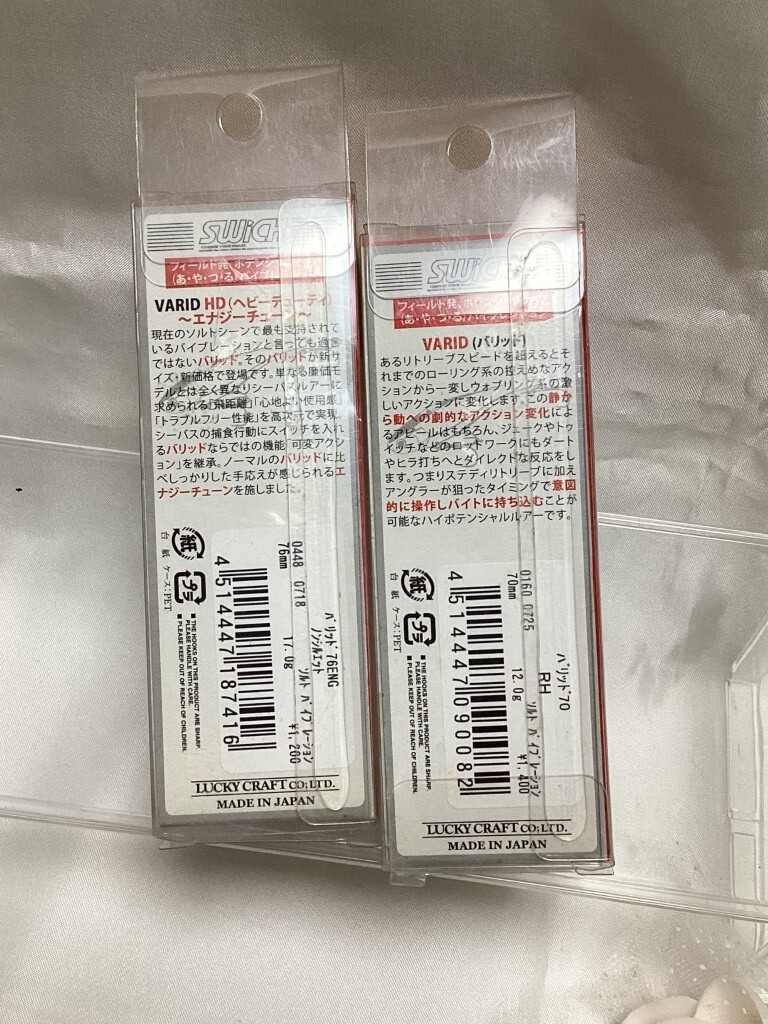 SWiCH
フィールド発、ポテンシ
(あ・や・つ・る)ハイブ
VARID HD(ヘビーデューティ)
～エナジーチューン～
現在のソルトシーンで最も支持されて
いるバイブレーションと言っても過言
ではないバリッド。そのバリッドが新サ
イズ・新価格で登場です。単なる廉価モ
デルとは全く異なりシーバスルアーに
求められる「飛距離」「心地よい使用感」
「トラブルフリー性能」を高次元で実現。
シーバスの捕食行動にスイッチを入れ
るバリッドならではの機能「可変アクシ
ョン」を継承。ノーマルのバリッドに比
べしっかりした手応えが感じられるエ
ナジーチューンを施しました。
紙
台紙
プラ
ケース:PET
4514447187416
■ THE HOOKS ON THIS PRODUCT ARE SHARP.
PLEASE HANDLE WITH CARE.
■ PLEASE KEEP OUT OF REACH OF CHILDREN.
0448 0718
76mm 17.0g
バリッド76ENG
ノンシルエット
ソルト バイブレーション
¥1,200
LUCKY CRAFT CO;LTD.
MADE IN JAPAN
SWiCH
フィールド発、ポテンシ
VARID (バリッド)
あるリトリーブスピードを超えるとそ
れまでのローリング系の控えめなアク
ションから一変しウォブリング系の激
しいアクションに変化します。この静か
ら動への劇的なアクション変化によ
るアピールはもちろん、ジャークやトゥ
イッチなどのロッドワークにもダート
やヒラ打ちへとダイレクトな反応をし
ます。つまりステディリトリーブに加え
アングラーが狙ったタイミングで意図
的に操作しバイトに持ち込むことが
可能なハイポテンシャルルアーです。
紙
台紙
プラ
ケース:PET
4514447090082
■ THE HOOKS ON THIS PRODUCT ARE SHARP.
PLEASE HANDLE WITH CARE.
■ PLEASE KEEP OUT OF REACH OF CHILDREN.
0160 0725
70mm 12.0g
バリッド70
RH
ソルト バイブレーション
¥1,400
LUCKY CRAFT CO;LTD.
MADE IN JAPAN